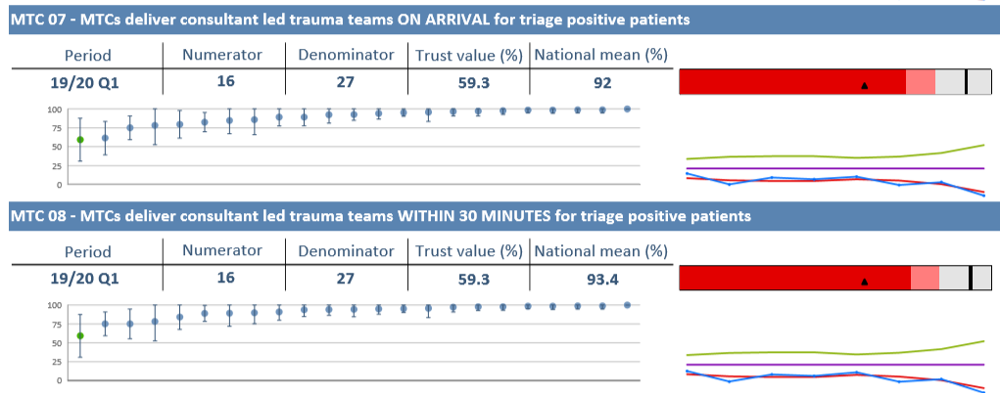 MTC 07 - MTCs deliver consultant led trauma teams ON ARRIVAL for triage positive patients
Period Numerator Denominator Trust value (%) National mean (%)
19/20 Q1 16 27 59.3 92
100
75
50
25
0
MTC 08 - MTCs deliver consultant led trauma teams WITHIN 30 MINUTES for triage positive patients
Period Numerator Denominator Trust value (%) National mean (%)
19/20 Q1 16 27 59.3 93.4
100
75
50
25
0